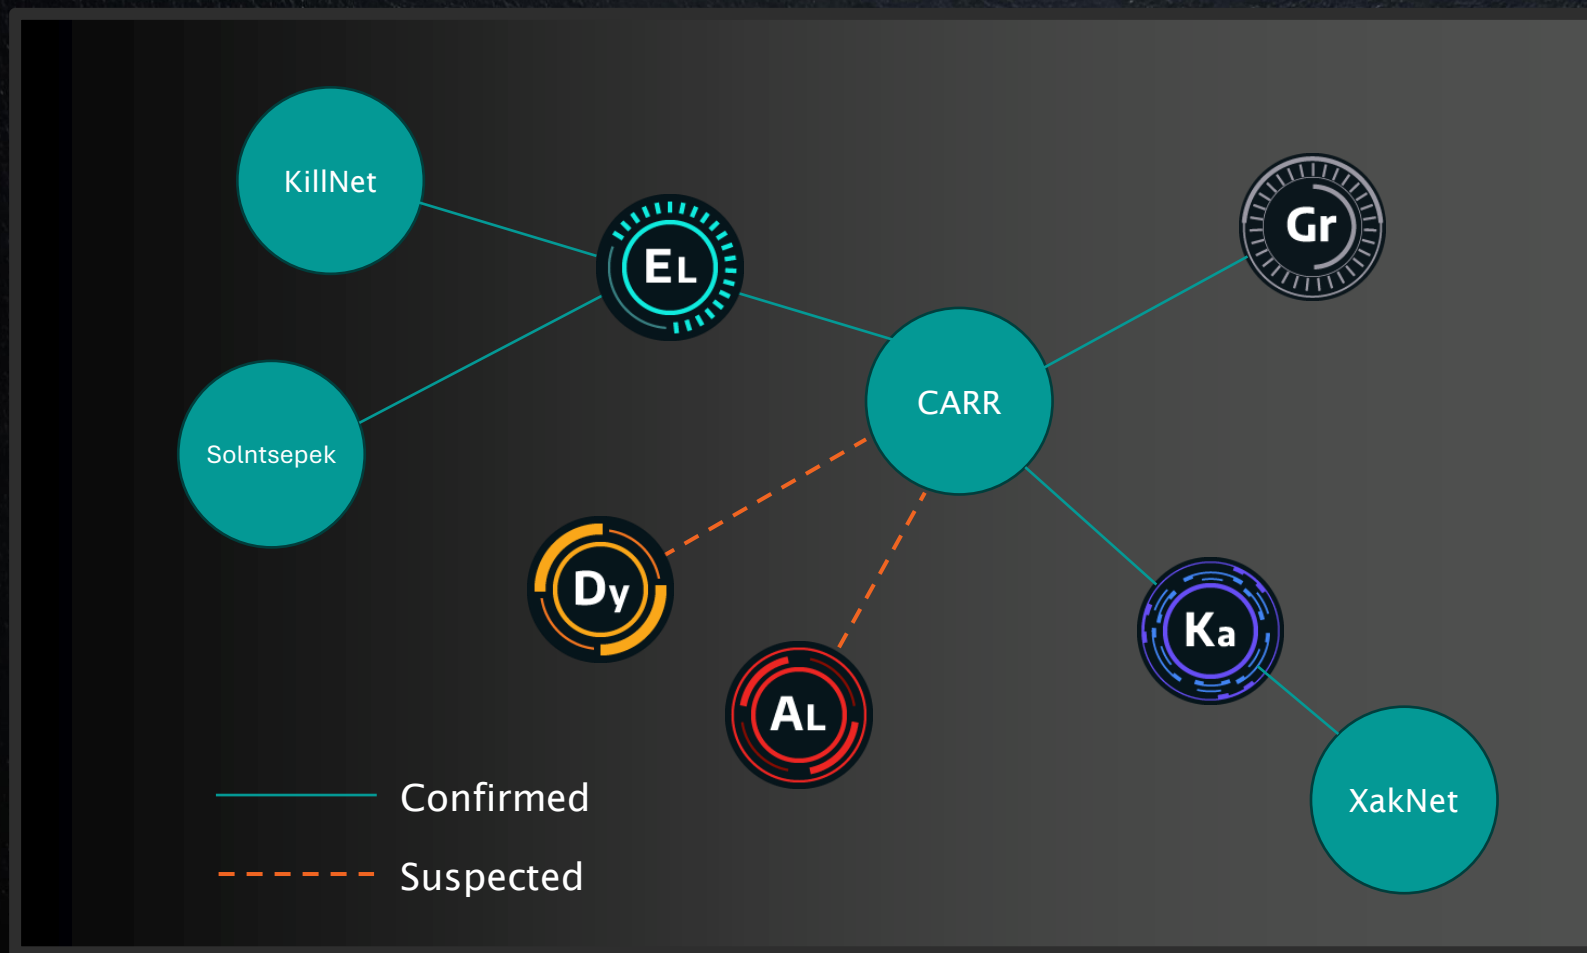 KillNet
EL
Gr
CARR
Solntsepek
Dy
Ka
AL
XakNet
Confirmed
Suspected